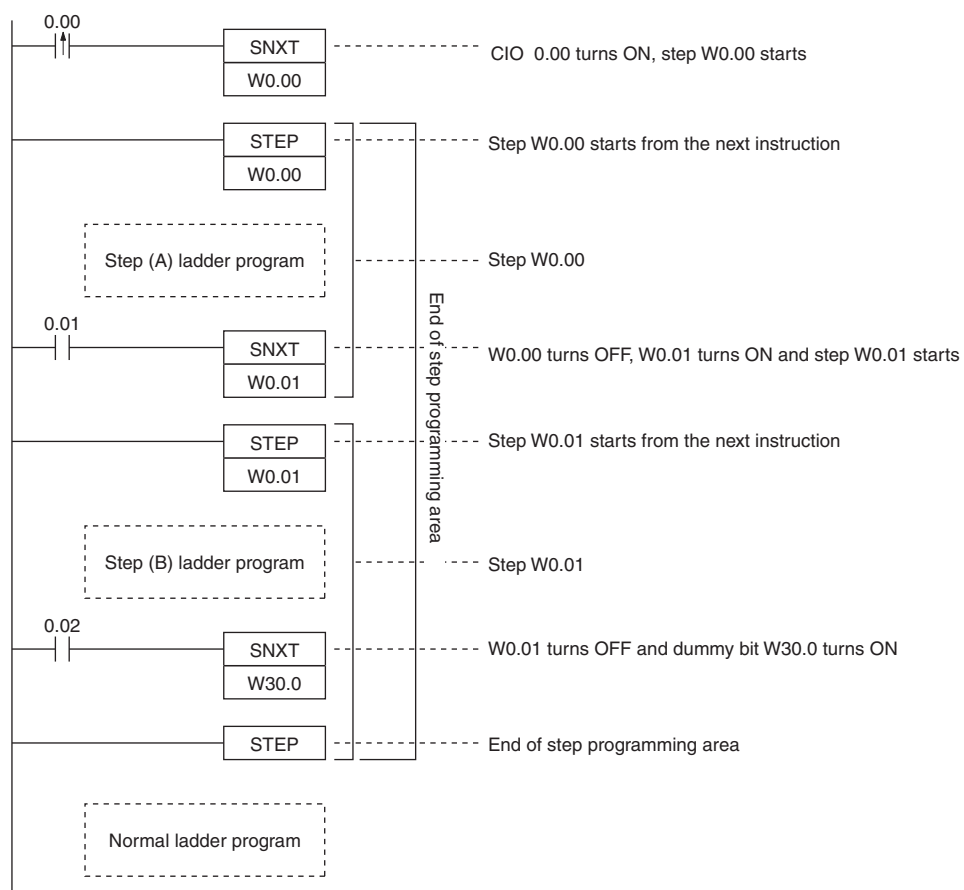 0.00
SNXT
W0.00
CIO 0.00 turns ON, step W0.00 starts
STEP
W0.00
Step W0.00 starts from the next instruction
Step (A) ladder program
Step W0.00
End of step programming area
0.01
SNXT
W0.01
W0.00 turns OFF, W0.01 turns ON and step W0.01 starts
STEP
W0.01
Step W0.01 starts from the next instruction
Step (B) ladder program
Step W0.01
0.02
SNXT
W30.0
W0.01 turns OFF and dummy bit W30.0 turns ON
STEP
End of step programming area
Normal ladder program